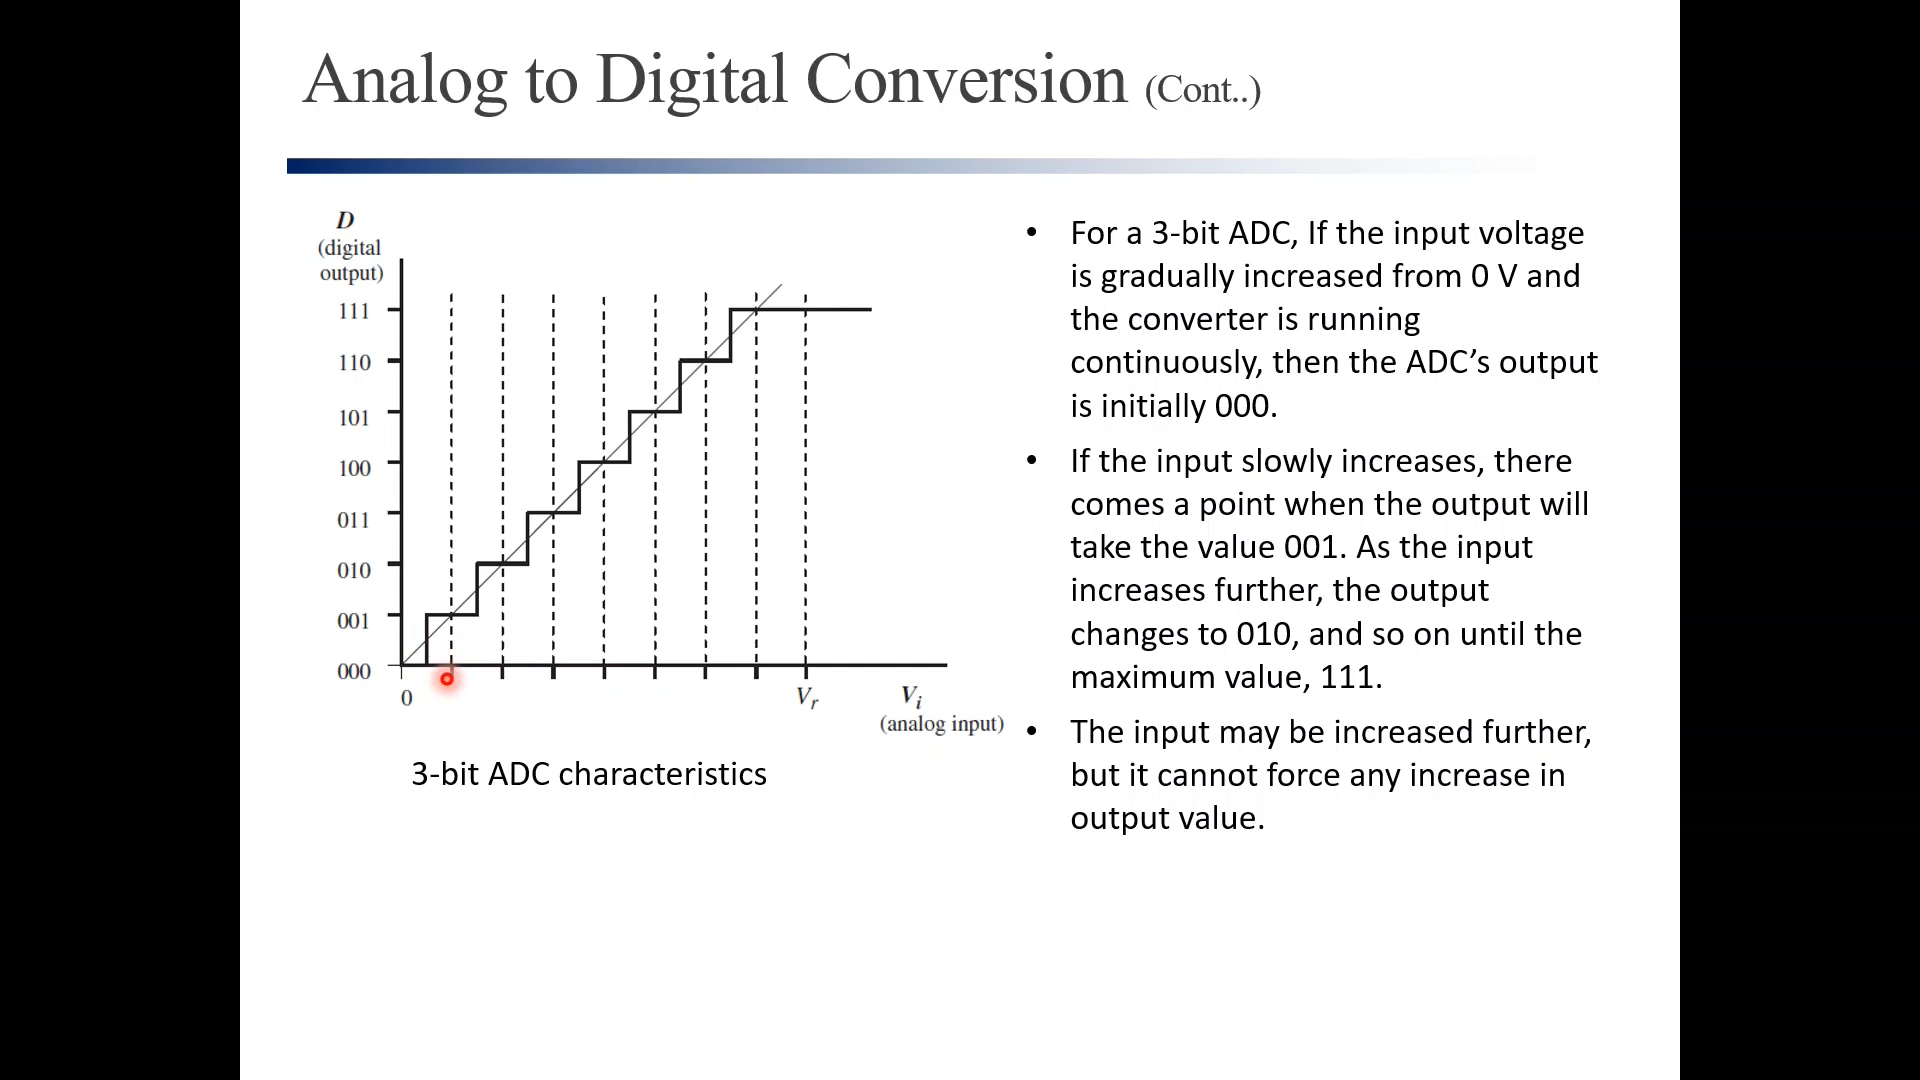 Analog to Digital Conversion (Cont..)
D
(digital
output)
111
110
101
100
011
010
001
000
0
Vr
Vi
(analog input)
3-bit ADC characteristics
• For a 3-bit ADC, If the input voltage
is gradually increased from 0 V and
the converter is running
continuously, then the ADC’s output
is initially 000.
• If the input slowly increases, there
comes a point when the output will
take the value 001. As the input
increases further, the output
changes to 010, and so on until the
maximum value, 111.
• The input may be increased further,
but it cannot force any increase in
output value.